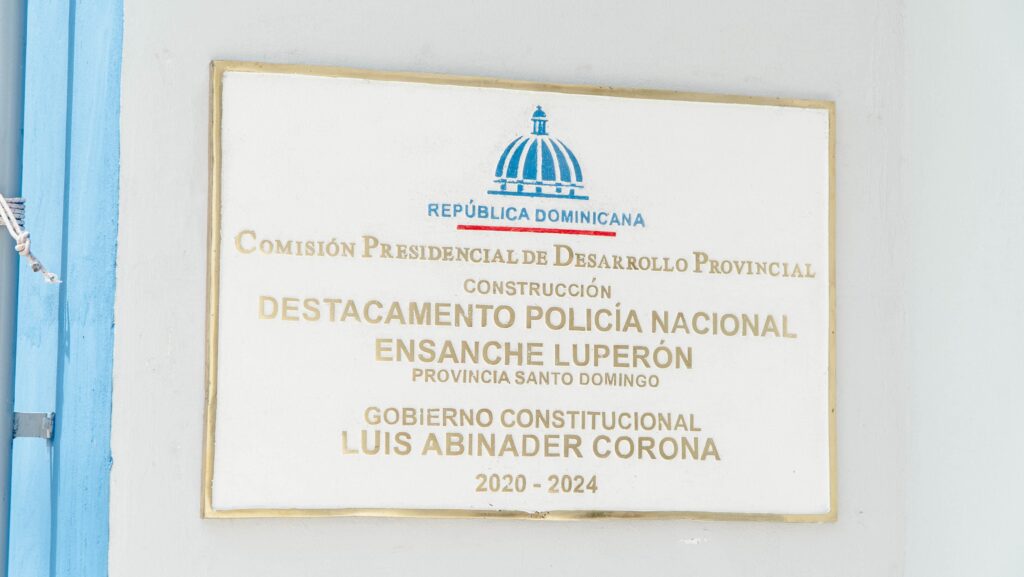 REPÚBLICA DOMINICANA
COMISIÓN PRESIDENCIAL DE DESARROLLO PROVINCIAL
CONSTRUCCIÓN
DESTACAMENTO POLICÍA NACIONAL
ENSANCHE LUPERÓN
PROVINCIA SANTO DOMINGO
GOBIERNO CONSTITUCIONAL
LUIS ABINADER CORONA
2020 - 2024